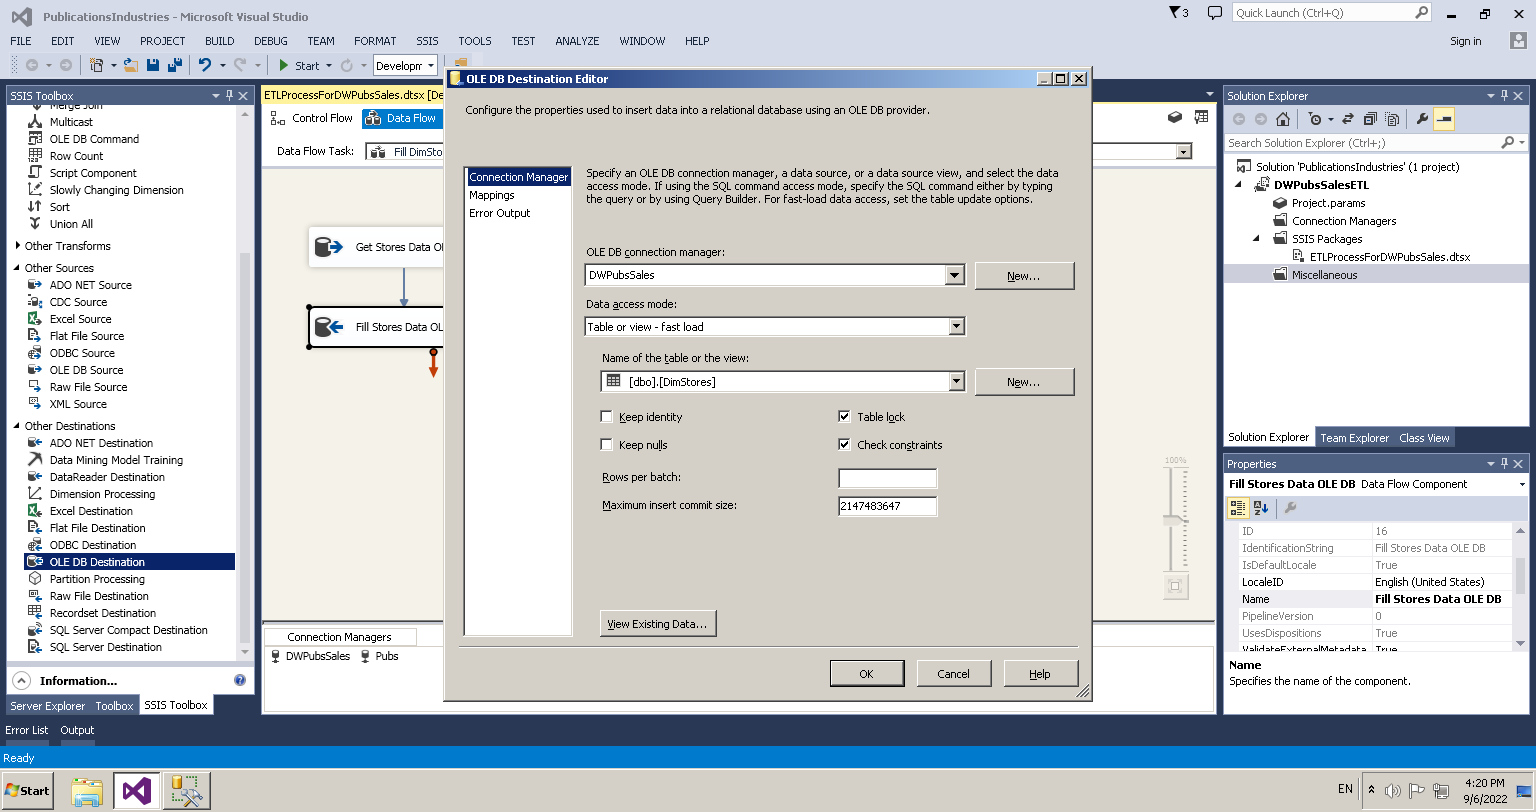 PublicationsIndustries - Microsoft Visual Studio
3
Quick Launch (Ctrl+Q)
FILE EDIT VIEW PROJECT BUILD DEBUG TEAM FORMAT SSIS TOOLS TEST ANALYZE WINDOW HELP
Sign in
Start
Developm
SSIS Toolbox
Merge Join
Multicast
OLE DB Command
Row Count
Script Component
Slowly Changing Dimension
Sort
Union All
Other Transforms
Other Sources
ADO NET Source
CDC Source
Excel Source
Flat File Source
ODBC Source
OLE DB Source
Raw File Source
XML Source
Other Destinations
ADO NET Destination
Data Mining Model Training
DataReader Destination
Dimension Processing
Excel Destination
Flat File Destination
ODBC Destination
OLE DB Destination
Partition Processing
Raw File Destination
Recordset Destination
SQL Server Compact Destination
SQL Server Destination
Information...
Server Explorer Toolbox SSIS Toolbox
ETLProcessForDWPubsSales.dtsx [De
Control Flow
Data Flow
Data Flow Task:
Fill DimSto
Get Stores Data OL
Fill Stores Data OL
100%
Connection Managers
DWPubsSales
Pubs
OLE DB Destination Editor
Configure the properties used to insert data into a relational database using an OLE DB provider.
Connection Manager
Mappings
Error Output
Specify an OLE DB connection manager, a data source, or a data source view, and select the data
access mode. If using the SQL command access mode, specify the SQL command either by typing
the query or by using Query Builder. For fast-load data access, set the table update options.
OLE DB connection manager:
DWPubsSales
New...
Data access mode:
Table or view - fast load
Name of the table or the view:
[dbo].[DimStores]
New...
Keep identity
Table lock
Keep nulls
Check constraints
Rows per batch:
Maximum insert commit size:
2147483647
View Existing Data...
OK
Cancel
Help
Solution Explorer
Search Solution Explorer (Ctrl+;)
Solution 'PublicationsIndustries' (1 project)
DWPubsSalesETL
Project.params
Connection Managers
SSIS Packages
ETLProcessForDWPubsSales.dtsx
Miscellaneous
Solution Explorer Team Explorer Class View
Properties
Fill Stores Data OLE DB Data Flow Component
ID 16
IdentificationString Fill Stores Data OLE DB
IsDefaultLocale True
LocaleID English (United States)
Name Fill Stores Data OLE DB
PipelineVersion 0
UsesDispositions True
ValidateExternalMetadata True
Name
Specifies the name of the component.
Error List Output
Ready
Start
EN
4:20 PM
9/6/2022